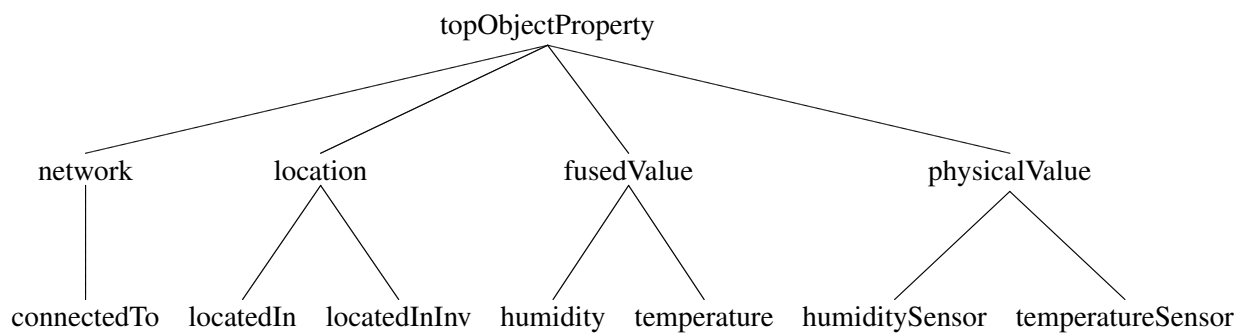 topObjectProperty
network location fusedValue physicalValue
connectedTo locatedIn locatedInInv humidity temperature humiditySensor temperatureSensor